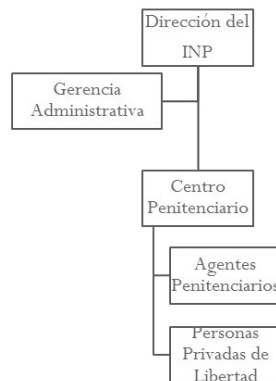 Dirección del
INP
Gerencia
Administrativa
Centro
Penitenciario
Agentes
Penitenciarios
Personas
Privadas de
Libertad